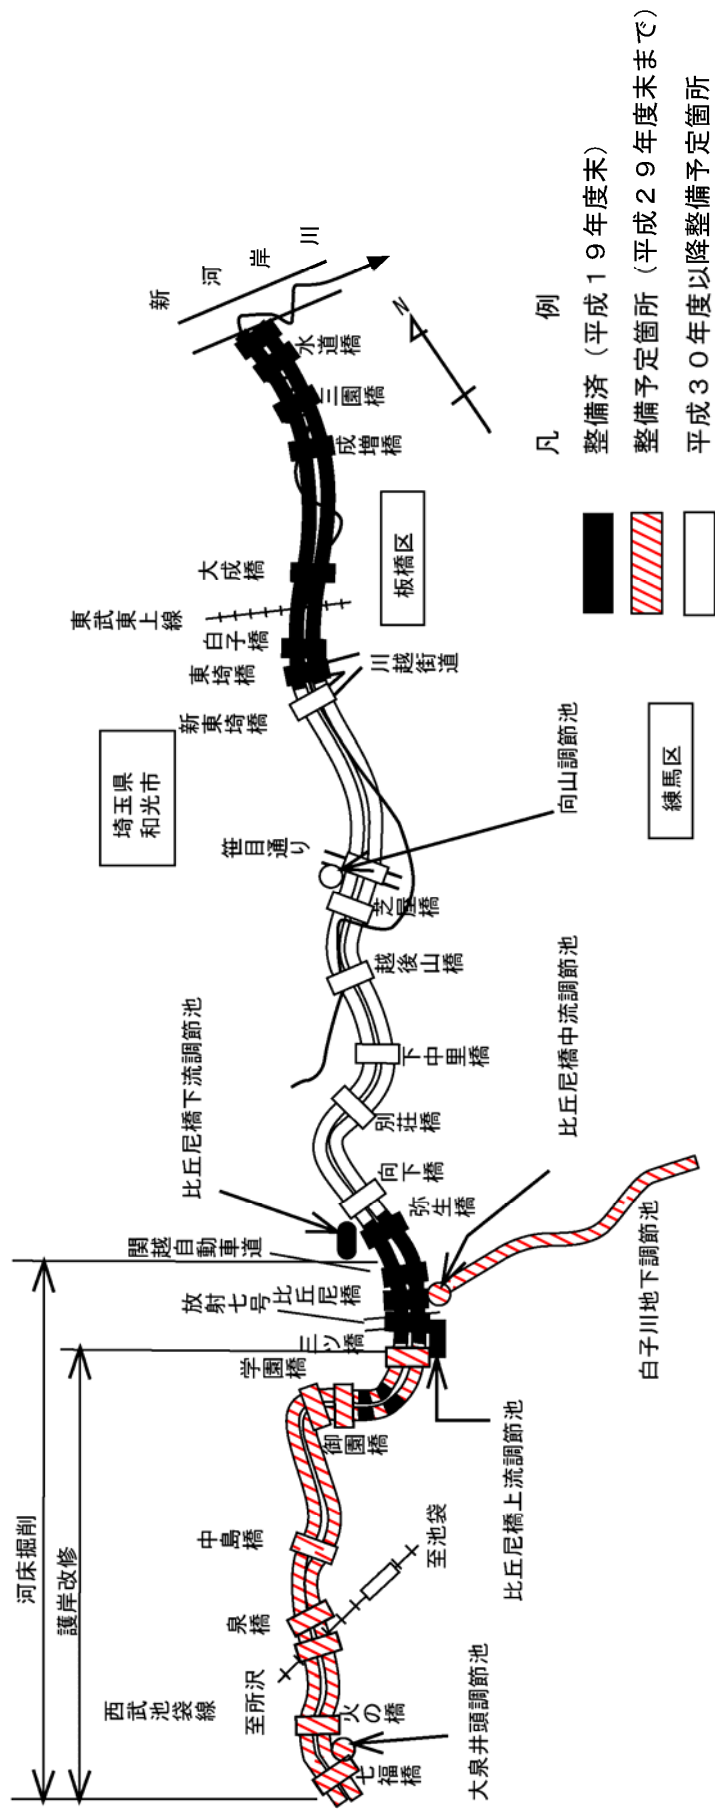 河床掘削
護岸改修
西武池袋線
至所沢
火の橋
七福橋
大泉井頭調節池
泉橋
中島橋
至池袋
御園橋
学園橋
三ツ橋
放射七号
比丘尼橋
関越自動車道
比丘尼橋上流調節池
比丘尼橋下流調節池
比丘尼橋中流調節池
白子川地下調節池
弥生橋
向下橋
別荘橋
下中里橋
越後山橋
芝屋橋
笹目通り
向山調節池
埼玉県
和光市
練馬区
新東埼橋
東埼橋
川越街道
白子橋
東武東上線
大成橋
板橋区
成増橋
三園橋
水道橋
新河岸川
N
凡 例
整備済(平成19年度末)
整備予定箇所(平成29年度末まで)
平成30年度以降整備予定箇所